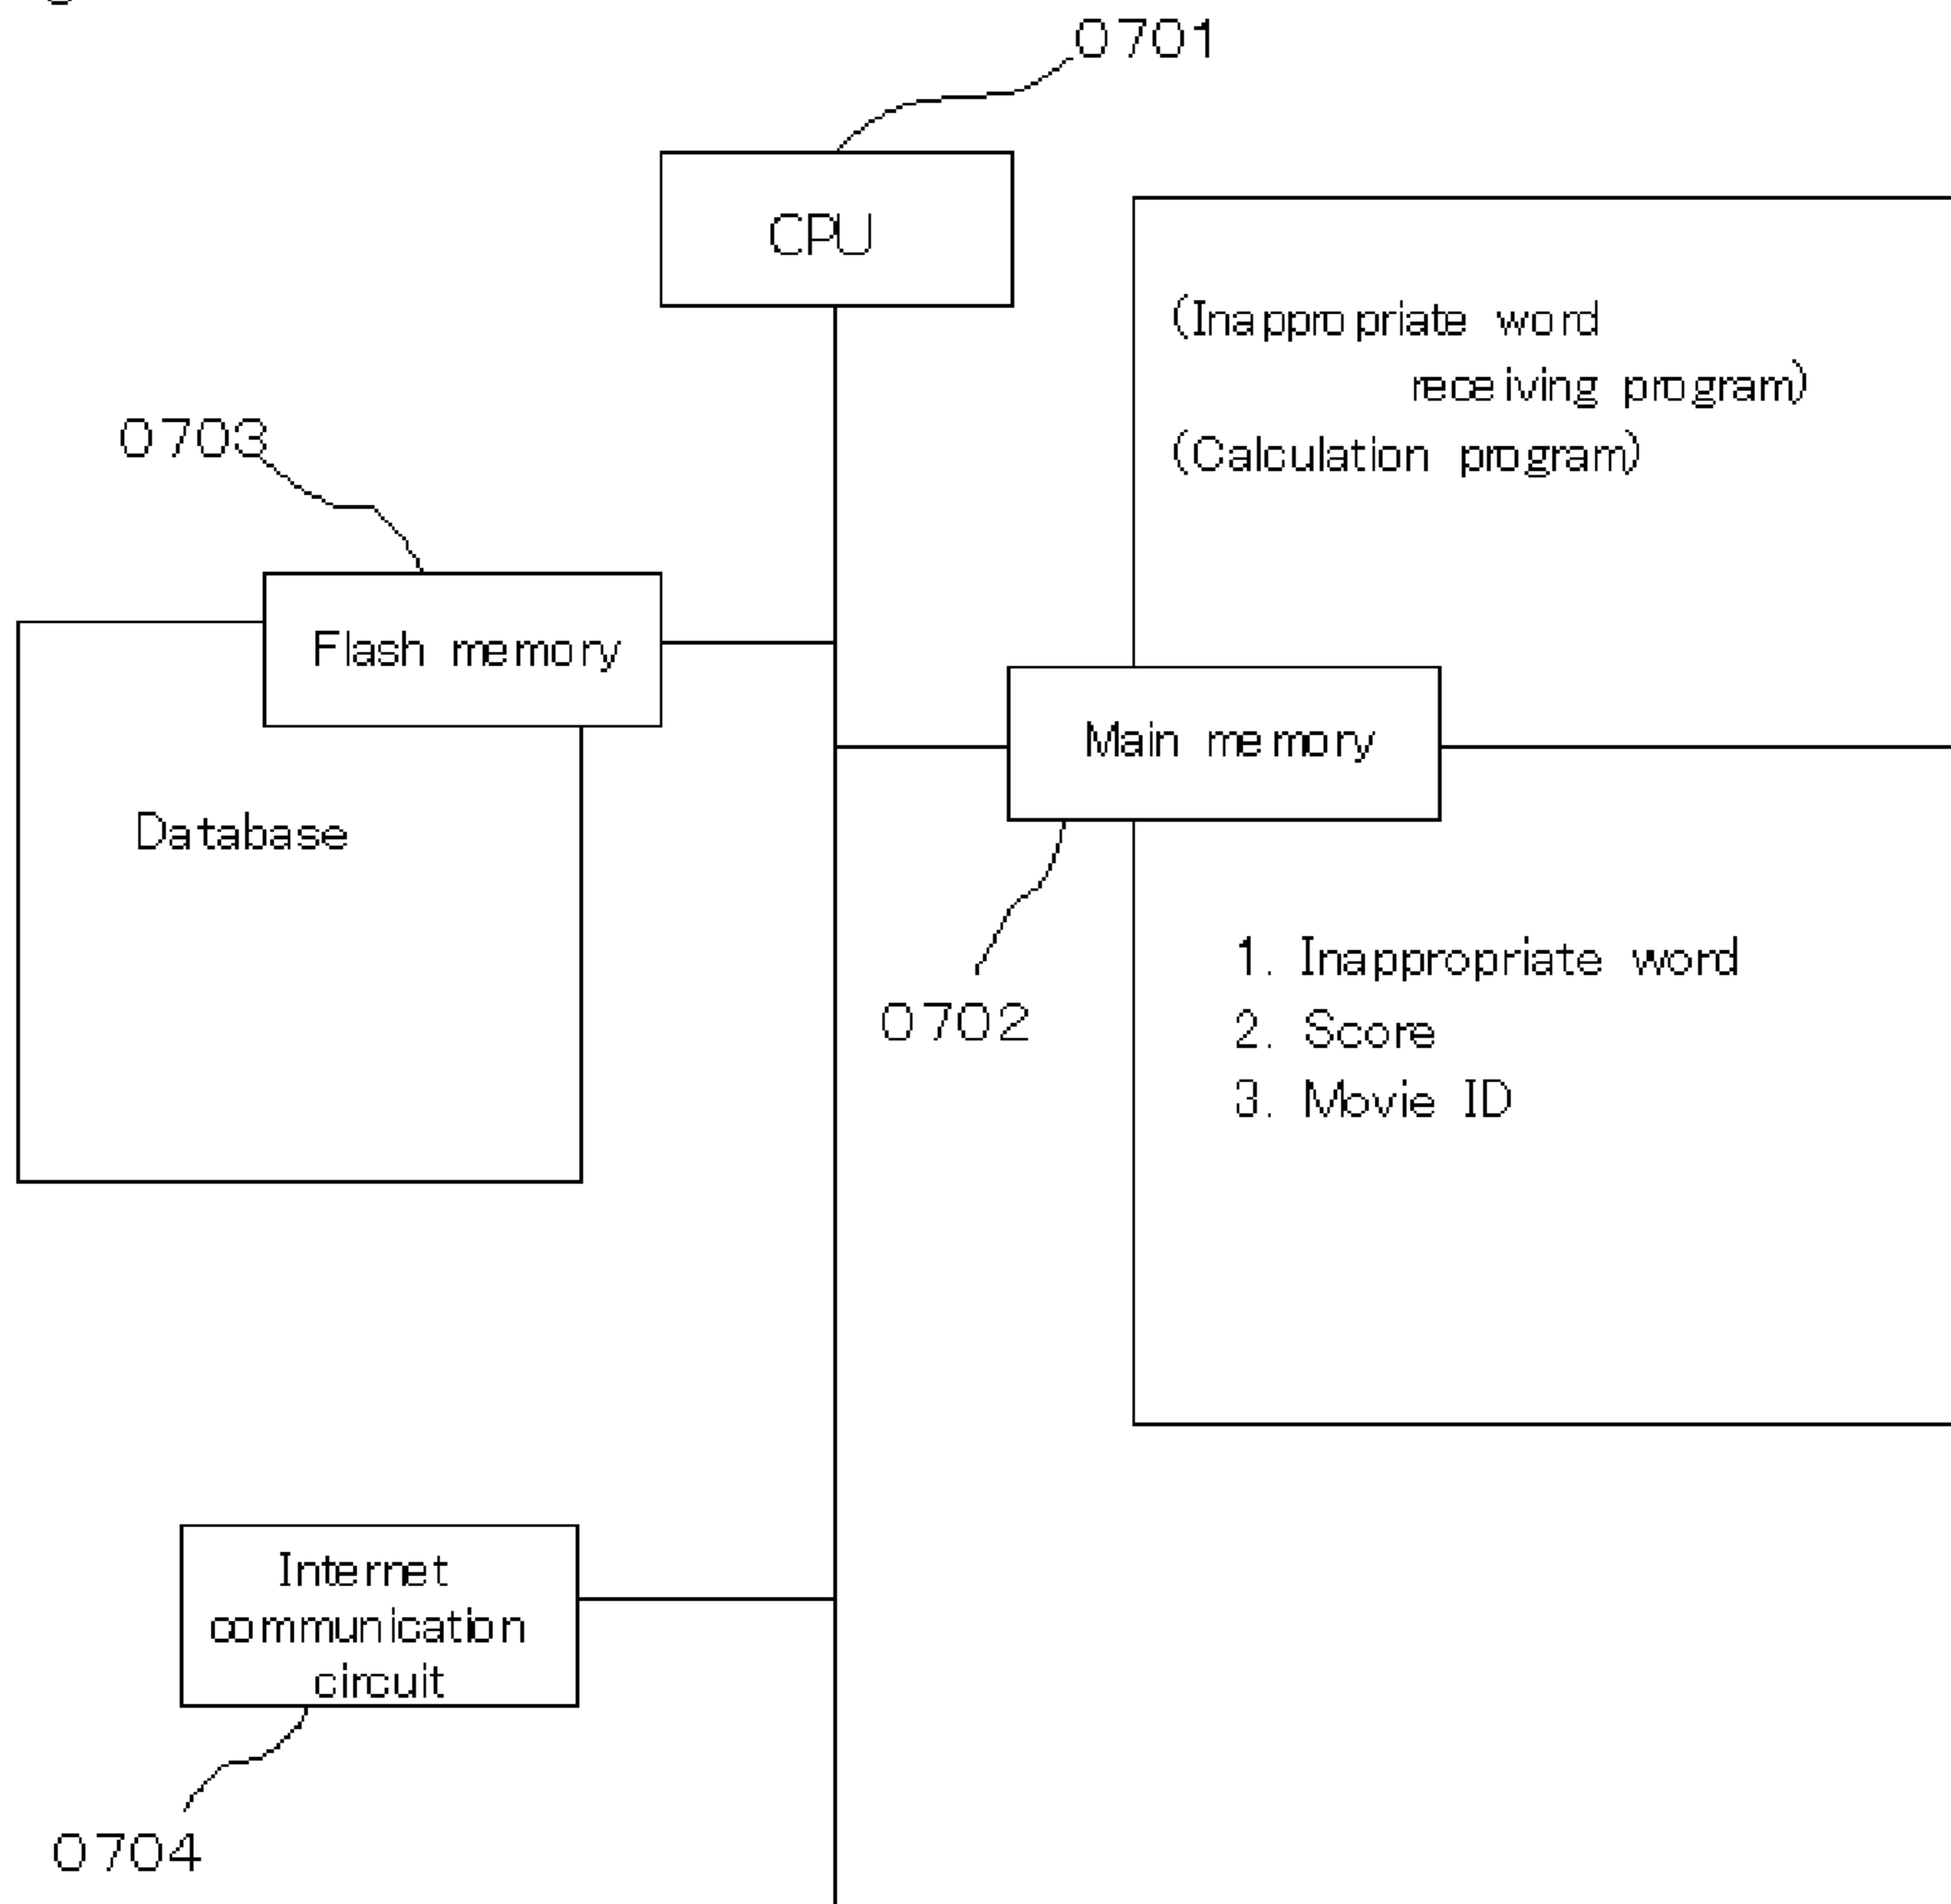 0701
CPU
(Inappropriate word
receiving program)
(Calculation program)
0703
Flash memory
Main memory
Database
0702
1. Inappropriate word
2. Score
3. Movie ID
Internet
communication
circuit
0704